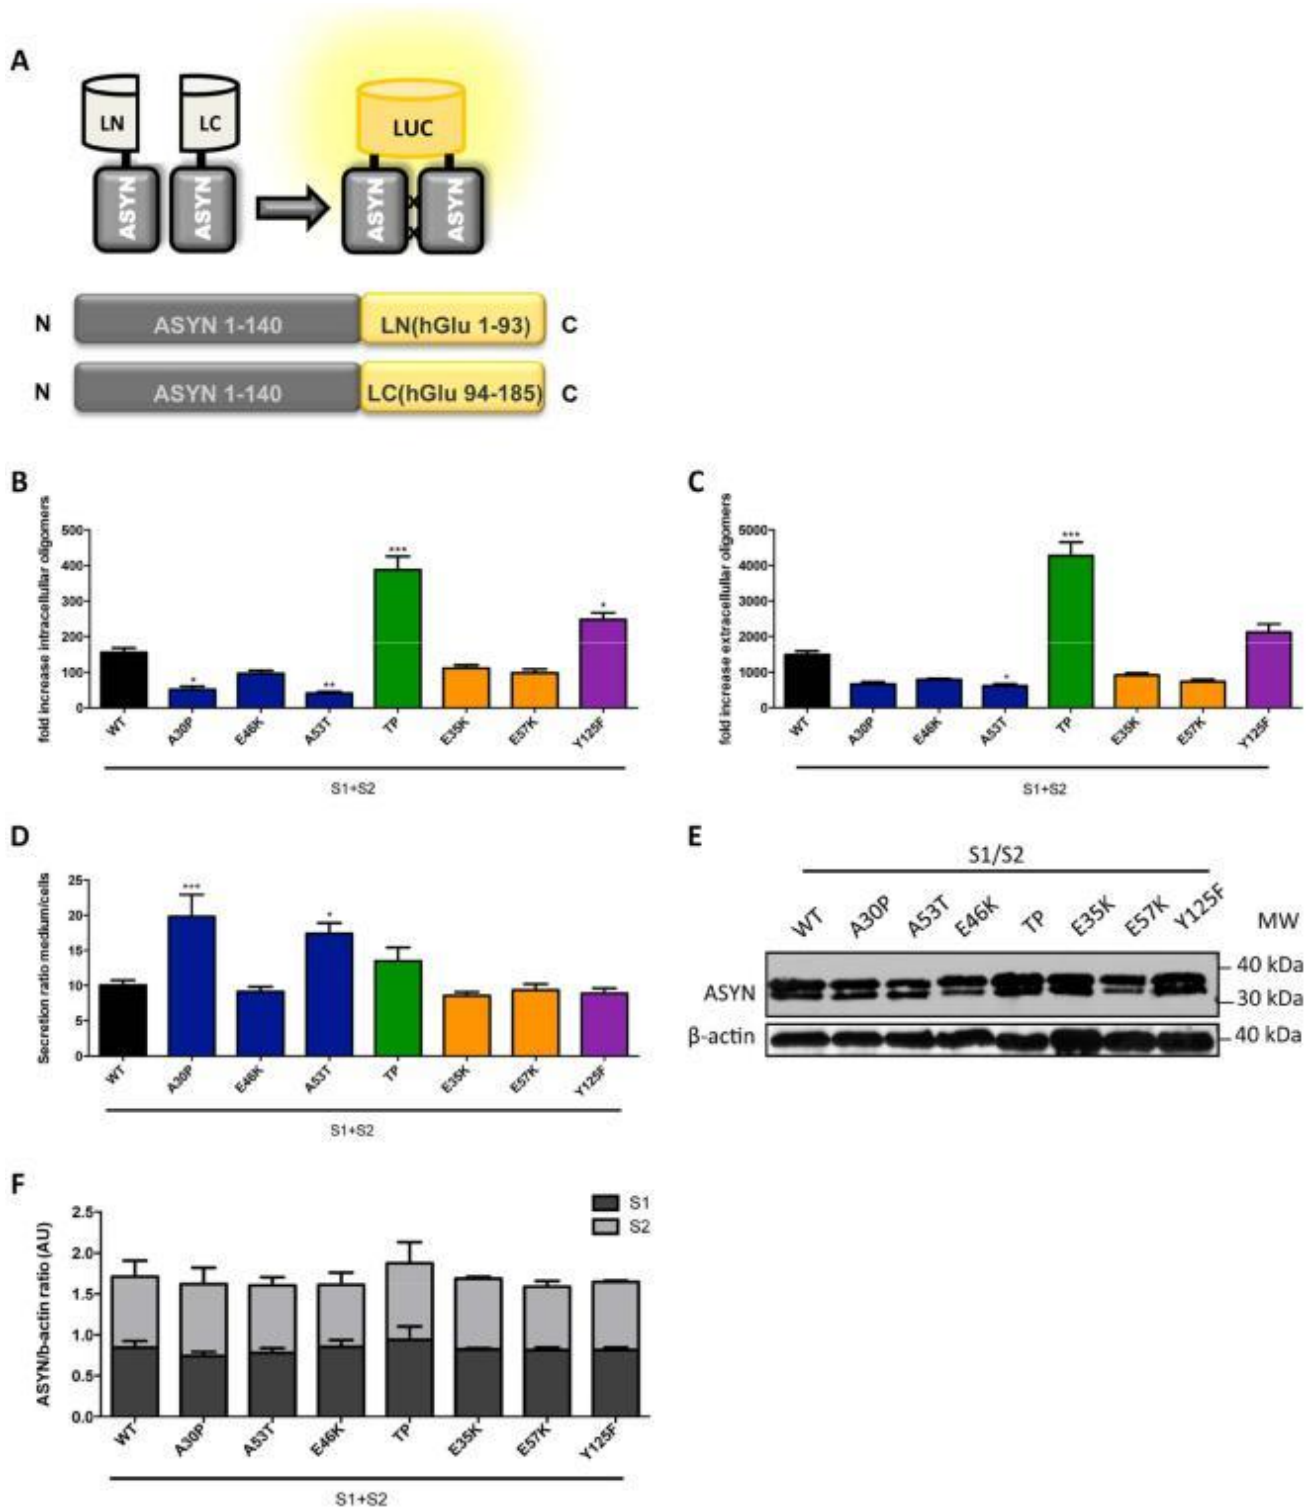 A
LN LC LUC
ASYN ASYN ASYN ASYN
x
x
N ASYN 1-140 LN(hGlu 1-93) C
N ASYN 1-140 LC(hGlu 94-185) C
B
fold increase intracellular oligomers
500
400
300
200
100
0
* ** *** *
WT A30P E46K A53T TP E35K E57K Y125F
S1+S2
C
fold increase extracellular oligomers
5000
4000
3000
2000
1000
0
* ***
WT A30P E46K A53T TP E35K E57K Y125F
S1+S2
D
Secretion ratio medium/cells
25
20
15
10
5
0
*** *
WT A30P E46K A53T TP E35K E57K Y125F
S1+S2
E
S1/S2
WT A30P A53T E46K TP E35K E57K Y125F MW
40 kDa
ASYN
30 kDa
β-actin 40 kDa
F
ASYN/b-actin ratio (AU)
2.5
2.0
1.5
1.0
0.5
0.0
S1
S2
WT A30P A53T E46K TP E35K E57K Y125F
S1+S2